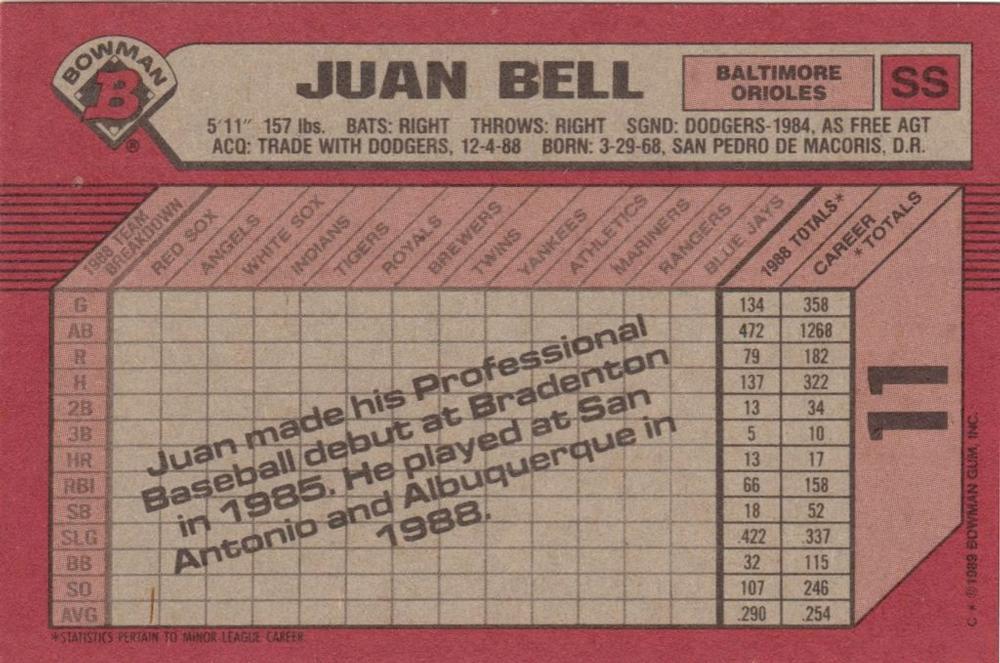 BOWMAN
B
®
JUAN BELL
BALTIMORE
ORIOLES
SS
5'11" 157 lbs. BATS: RIGHT THROWS: RIGHT SGND: DODGERS-1984, AS FREE AGT
ACQ: TRADE WITH DODGERS, 12-4-88 BORN: 3-29-68, SAN PEDRO DE MACORIS, D.R.
1988 TEAM
BREAKDOWN
RED SOX
ANGELS
WHITE SOX
INDIANS
TIGERS
ROYALS
BREWERS
TWINS
YANKEES
ATHLETICS
MARINERS
RANGERS
BLUE JAYS
1988 TOTALS*
CAREER
* TOTALS
G 134 358
AB 472 1268
R 79 182
H 137 322
2B 13 34
3B 5 10
HR 13 17
RBI 66 158
SB 18 52
SLG .422 .337
BB 32 115
SO 107 246
AVG .290 .254
Juan made his Professional
Baseball debut at Bradenton
in 1985. He played at San
Antonio and Albuquerque in
1988.
11
*STATISTICS PERTAIN TO MINOR LEAGUE CAREER
C * ©1989 BOWMAN GUM, INC.